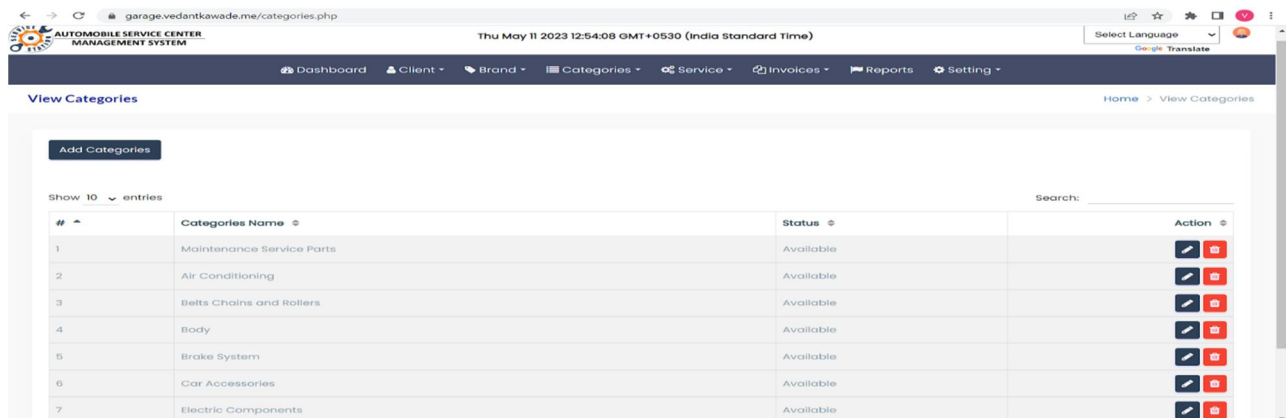 garage.vedantkawade.me/categories.php
V
AUTOMOBILE SERVICE CENTER
MANAGEMENT SYSTEM
Thu May 11 2023 12:54:08 GMT+0530 (India Standard Time)
Select Language
Google Translate
Dashboard Client Brand Categories Service Invoices Reports Setting
View Categories
Home > View Categories
Add Categories
Show 10 entries
Search:
# Categories Name Status Action
1 Maintenance Service Parts Available
2 Air Conditioning Available
3 Belts Chains and Rollers Available
4 Body Available
5 Brake System Available
6 Car Accessories Available
7 Electric Components Available